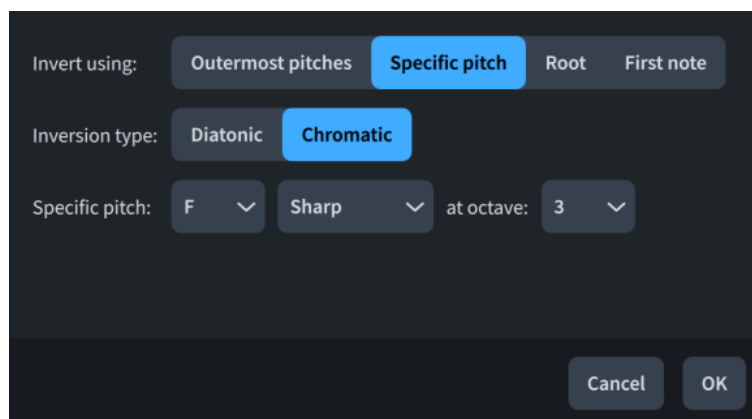 Invert using: Outermost pitches Specific pitch Root First note
Inversion type: Diatonic Chromatic
Specific pitch: F Sharp at octave: 3
Cancel OK